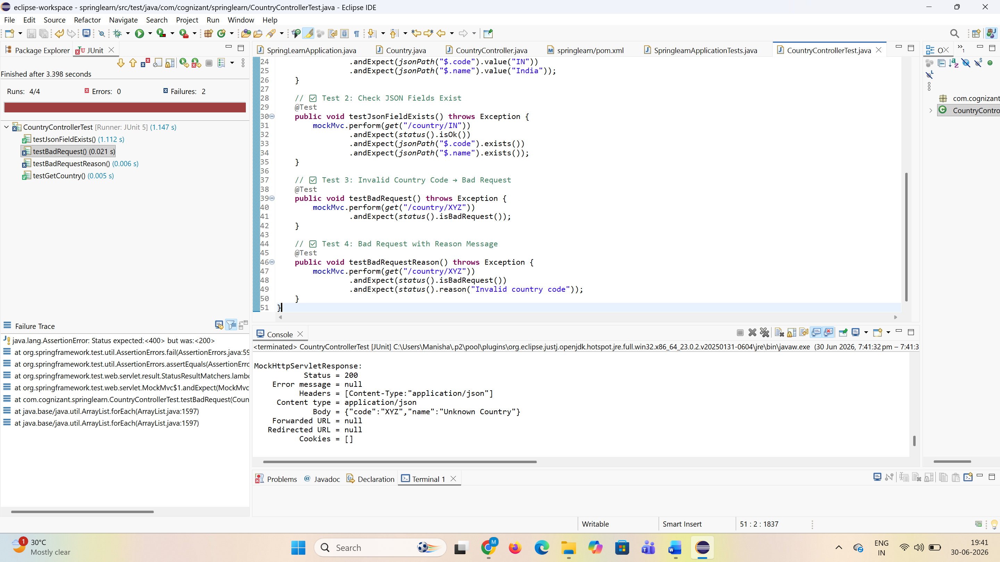 eclipse-workspace - springlearn/src/test/java/com/cognizant/springlearn/CountryControllerTest.java - Eclipse IDE
File Edit Source Refactor Navigate Search Project Run Window Help
Package Explorer JUnit
Finished after 3.398 seconds
Runs: 4/4 Errors: 0 Failures: 2
CountryControllerTest [Runner: JUnit 5] (1.147 s)
testJsonFieldExists() (1.112 s)
testBadRequest() (0.021 s)
testBadRequestReason() (0.006 s)
testGetCountry() (0.005 s)
Failure Trace
java.lang.AssertionError: Status expected:<400> but was:<200>
at org.springframework.test.util.AssertionErrors.fail(AssertionErrors.java:59
at org.springframework.test.util.AssertionErrors.assertEquals(AssertionErro
at org.springframework.test.web.servlet.result.StatusResultMatchers.lamb
at org.springframework.test.web.servlet.MockMvc$1.andExpect(MockMvc
at com.cognizant.springlearn.CountryControllerTest.testBadRequest(Coun
at java.base/java.util.ArrayList.forEach(ArrayList.java:1597)
at java.base/java.util.ArrayList.forEach(ArrayList.java:1597)
SpringLearnApplication.java Country.java CountryController.java springlearn/pom.xml SpringlearnApplicationTests.java CountryControllerTest.java
24 .andExpect(jsonPath("$.code").value("IN"))
25 .andExpect(jsonPath("$.name").value("India"));
26 }
27
28 // ✅ Test 2: Check JSON Fields Exist
29 @Test
30 public void testJsonFieldExists() throws Exception {
31 mockMvc.perform(get("/country/IN"))
32 .andExpect(status().isOk())
33 .andExpect(jsonPath("$.code").exists())
34 .andExpect(jsonPath("$.name").exists());
35 }
36
37 // ✅ Test 3: Invalid Country Code → Bad Request
38 @Test
39 public void testBadRequest() throws Exception {
40 mockMvc.perform(get("/country/XYZ"))
41 .andExpect(status().isBadRequest());
42 }
43
44 // ✅ Test 4: Bad Request with Reason Message
45 @Test
46 public void testBadRequestReason() throws Exception {
47 mockMvc.perform(get("/country/XYZ"))
48 .andExpect(status().isBadRequest())
49 .andExpect(status().reason("Invalid country code"));
50 }
51 }
Console
<terminated> CountryControllerTest [JUnit] C:\Users\Manisha\.p2\pool\plugins\org.eclipse.justj.openjdk.hotspot.jre.full.win32.x86_64_23.0.2.v20250131-0604\jre\bin\javaw.exe (30 Jun 2026, 7:41:32 pm – 7:41:3
MockHttpServletResponse:
Status = 200
Error message = null
Headers = [Content-Type:"application/json"]
Content type = application/json
Body = {"code":"XYZ","name":"Unknown Country"}
Forwarded URL = null
Redirected URL = null
Cookies = []
Problems Javadoc Declaration Terminal 1
O
1
com.cognizant
CountryContro
Writable Smart Insert 51 : 2 : 1837
1
30°C
Mostly clear
Search
M
ENG
IN
19:41
30-06-2026